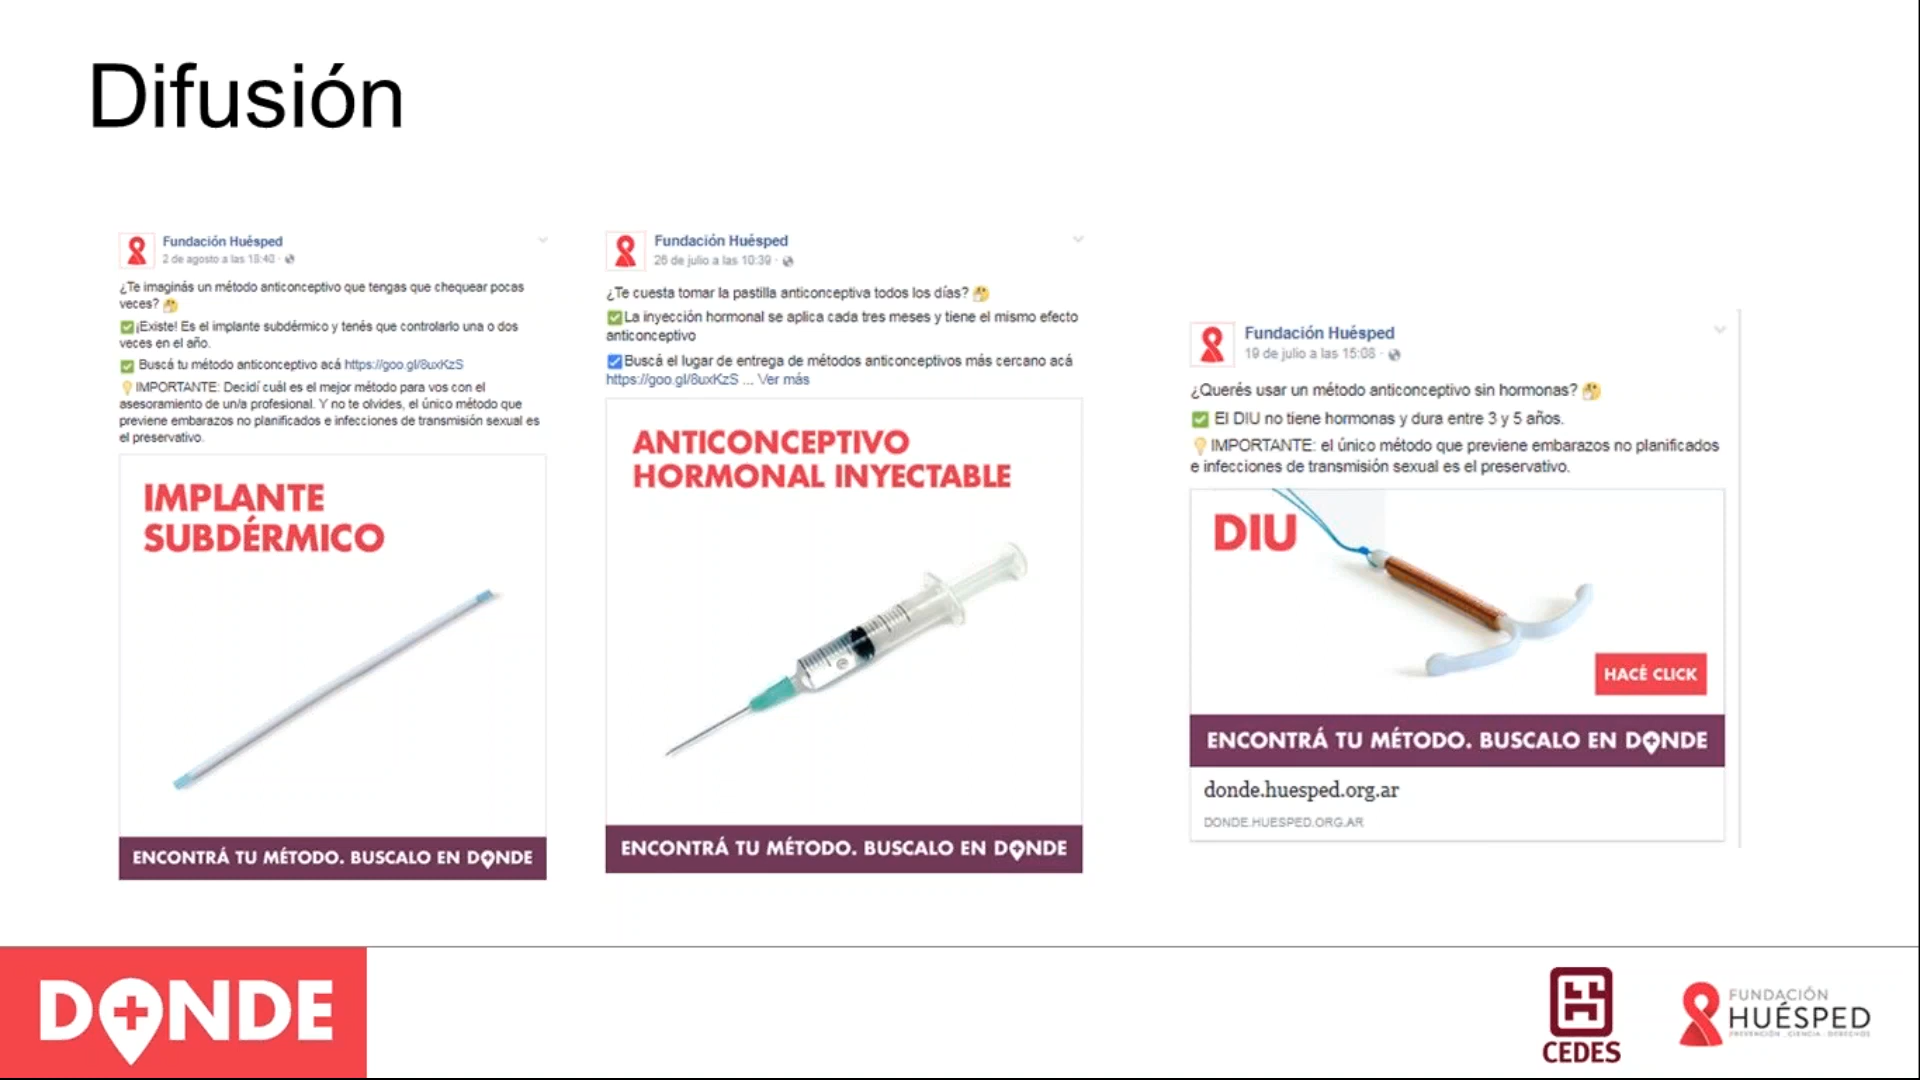 Difusión
Fundación Huésped
2 de agosto a las 18:40 ·
¿Te imaginás un método anticonceptivo que tengas que chequear pocas
veces?
¡Existe! Es el implante subdérmico y tenés que controlarlo una o dos
veces en el año.
Buscá tu método anticonceptivo acá https://goo.gl/8uxKzS
IMPORTANTE: Decidí cuál es el mejor método para vos con el
asesoramiento de un/a profesional. Y no te olvides, el único método que
previene embarazos no planificados e infecciones de transmisión sexual es
el preservativo.
IMPLANTE
SUBDÉRMICO
ENCONTRÁ TU MÉTODO. BUSCALO EN DONDE
Fundación Huésped
26 de julio a las 10:39 ·
¿Te cuesta tomar la pastilla anticonceptiva todos los días?
La inyección hormonal se aplica cada tres meses y tiene el mismo efecto
anticonceptivo
Buscá el lugar de entrega de métodos anticonceptivos más cercano acá
https://goo.gl/8uxKzS ... Ver más
ANTICONCEPTIVO
HORMONAL INYECTABLE
ENCONTRÁ TU MÉTODO. BUSCALO EN DONDE
Fundación Huésped
19 de julio a las 15:08 ·
¿Querés usar un método anticonceptivo sin hormonas?
El DIU no tiene hormonas y dura entre 3 y 5 años.
IMPORTANTE: el único método que previene embarazos no planificados
e infecciones de transmisión sexual es el preservativo.
DIU
HACÉ CLICK
ENCONTRÁ TU MÉTODO. BUSCALO EN DONDE
donde.huesped.org.ar
DONDE.HUESPED.ORG.AR
DONDE
CEDES
FUNDACIÓN
HUÉSPED
PREVENCIÓN . CIENCIA . DERECHOS